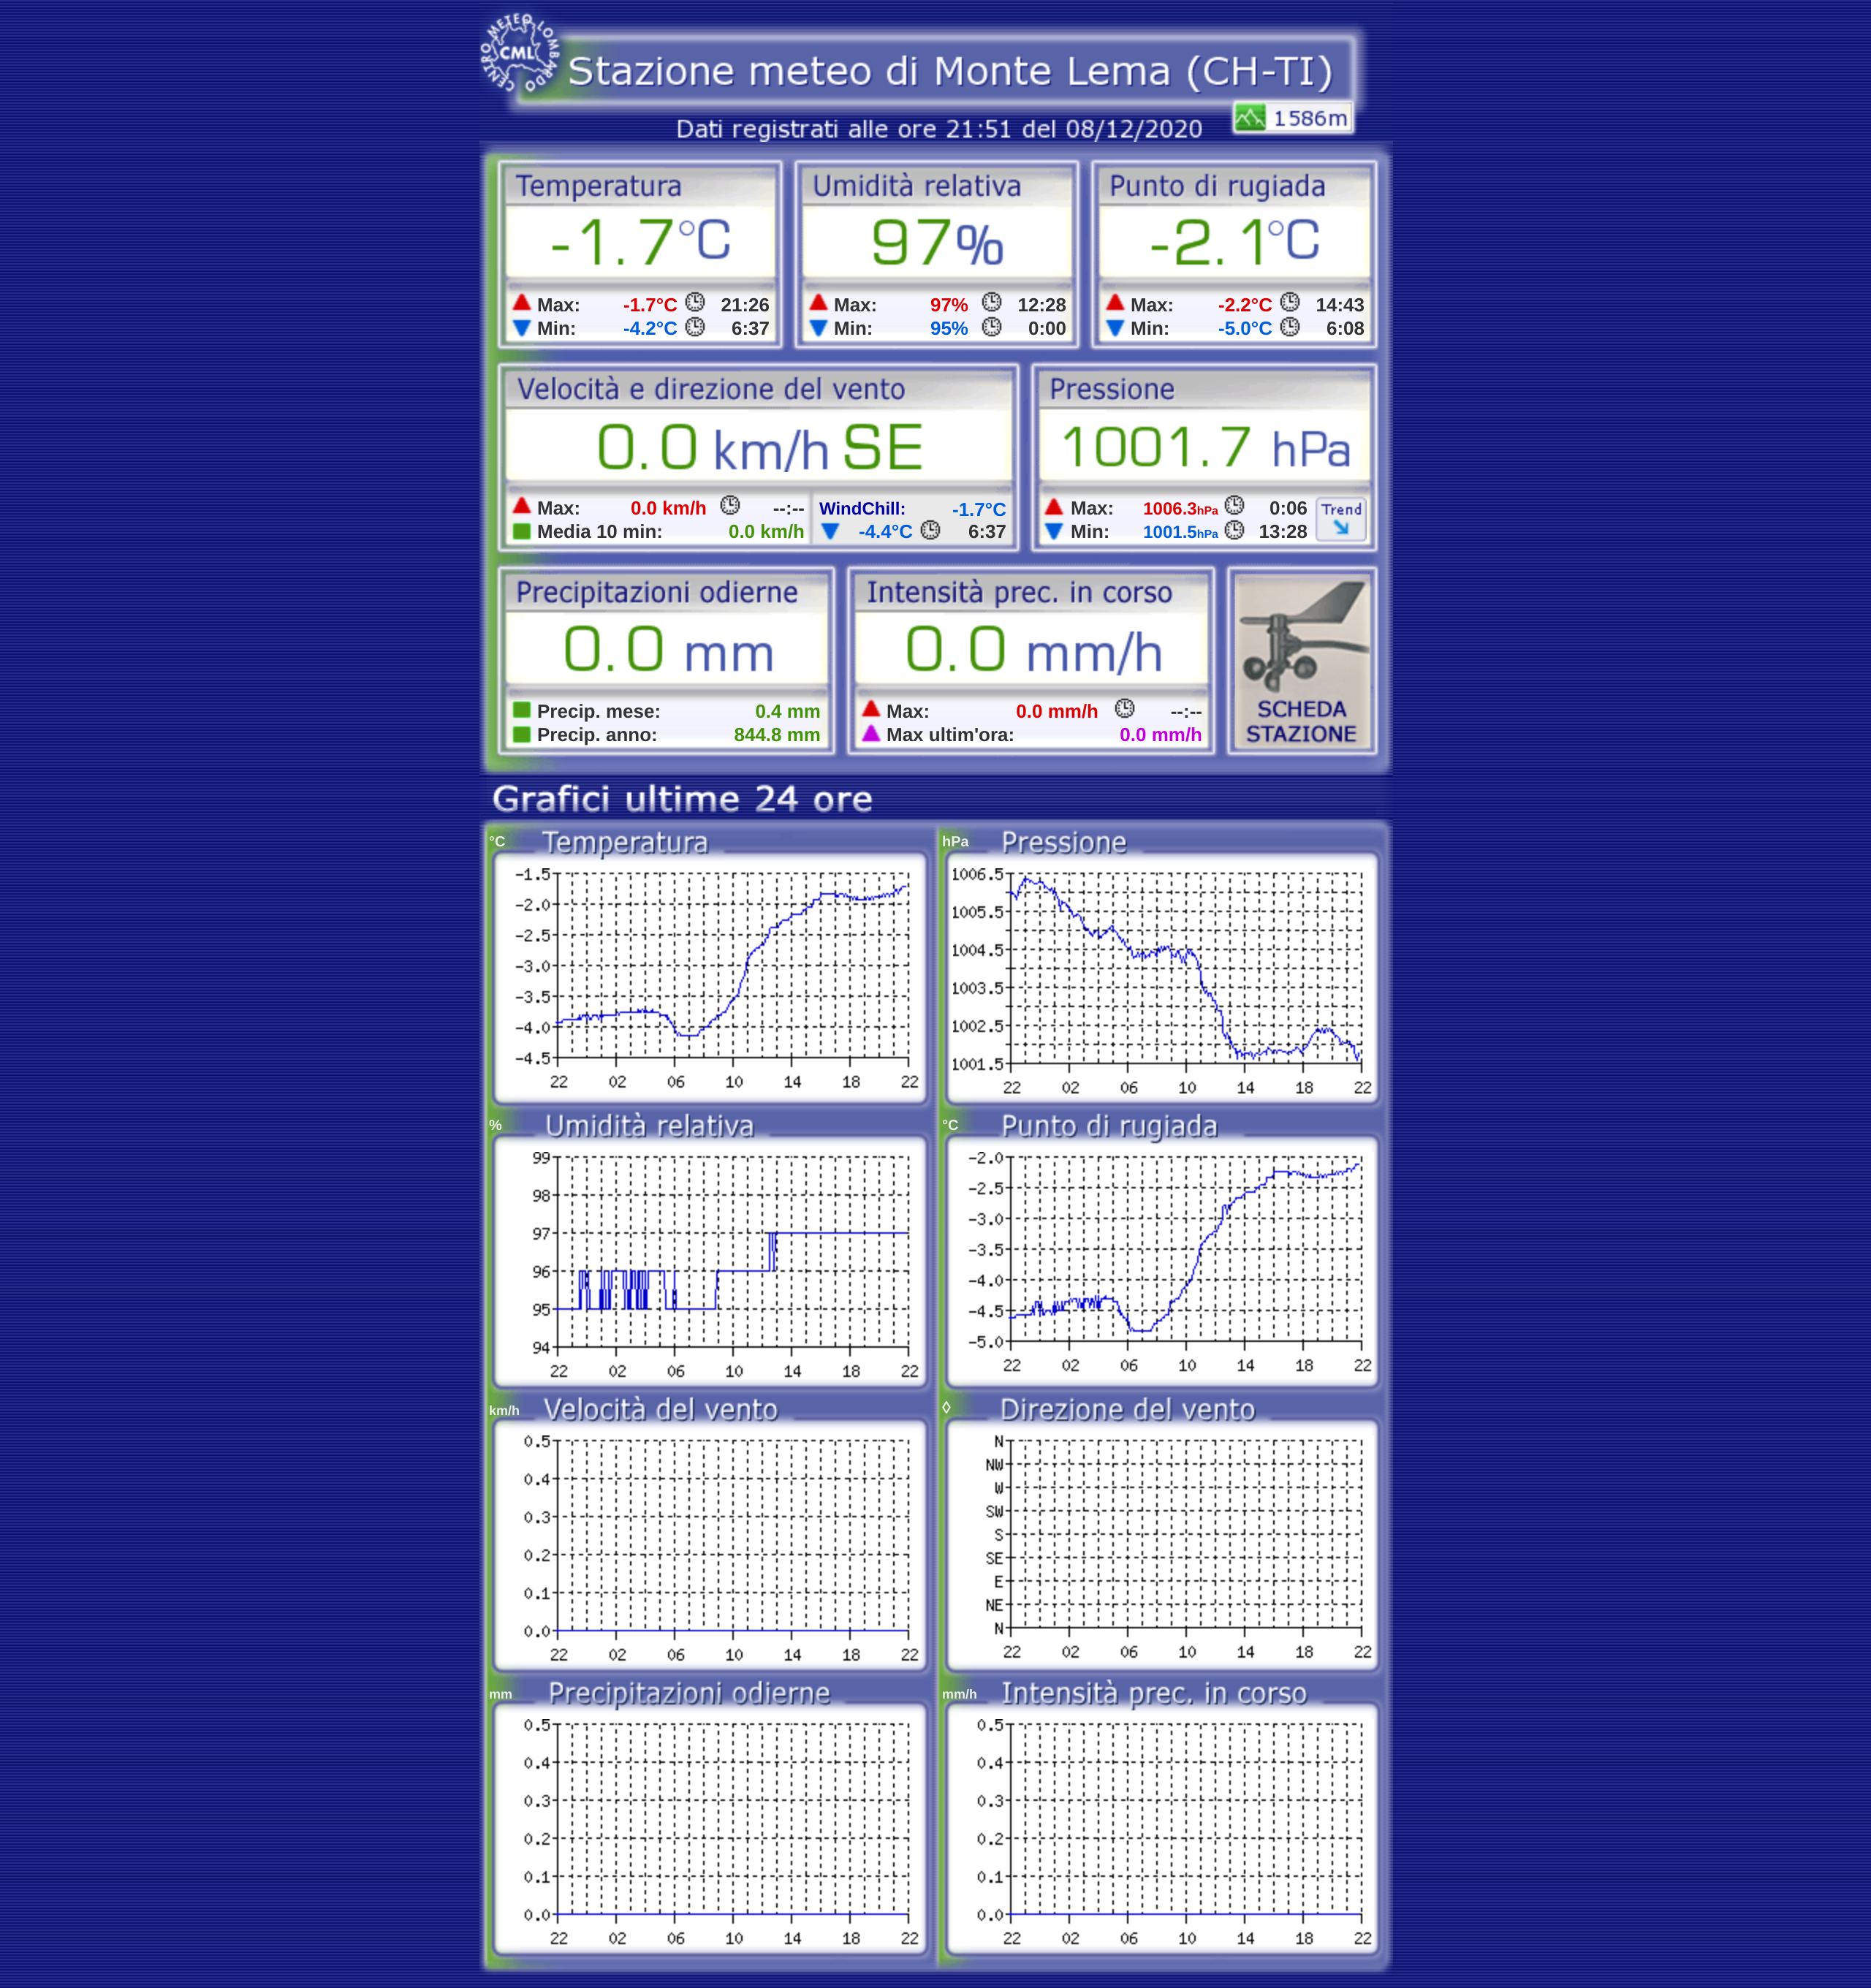 CENTRO METEO LOMBARDO
CML
Stazione meteo di Monte Lema (CH-TI)
1586m
Dati registrati alle ore 21:51 del 08/12/2020
Temperatura
-1.7°C
Max: -1.7°C 21:26
Min: -4.2°C 6:37
Umidità relativa
97%
Max: 97% 12:28
Min: 95% 0:00
Punto di rugiada
-2.1°C
Max: -2.2°C 14:43
Min: -5.0°C 6:08
Velocità e direzione del vento
0.0 km/h SE
Max: 0.0 km/h --:--
Media 10 min: 0.0 km/h
WindChill: -1.7°C
-4.4°C 6:37
Pressione
1001.7 hPa
Max: 1006.3hPa 0:06
Min: 1001.5hPa 13:28
Trend
Precipitazioni odierne
0.0 mm
Precip. mese: 0.4 mm
Precip. anno: 844.8 mm
Intensità prec. in corso
0.0 mm/h
Max: 0.0 mm/h --:--
Max ultim'ora: 0.0 mm/h
SCHEDA
STAZIONE
Grafici ultime 24 ore
°C Temperatura
-1.5
-2.0
-2.5
-3.0
-3.5
-4.0
-4.5
22 02 06 10 14 18 22
hPa Pressione
1006.5
1005.5
1004.5
1003.5
1002.5
1001.5
22 02 06 10 14 18 22
% Umidità relativa
99
98
97
96
95
94
22 02 06 10 14 18 22
°C Punto di rugiada
-2.0
-2.5
-3.0
-3.5
-4.0
-4.5
-5.0
22 02 06 10 14 18 22
km/h Velocità del vento
0.5
0.4
0.3
0.2
0.1
0.0
22 02 06 10 14 18 22
◊ Direzione del vento
N
NW
W
SW
S
SE
E
NE
N
22 02 06 10 14 18 22
mm Precipitazioni odierne
0.5
0.4
0.3
0.2
0.1
0.0
22 02 06 10 14 18 22
mm/h Intensità prec. in corso
0.5
0.4
0.3
0.2
0.1
0.0
22 02 06 10 14 18 22